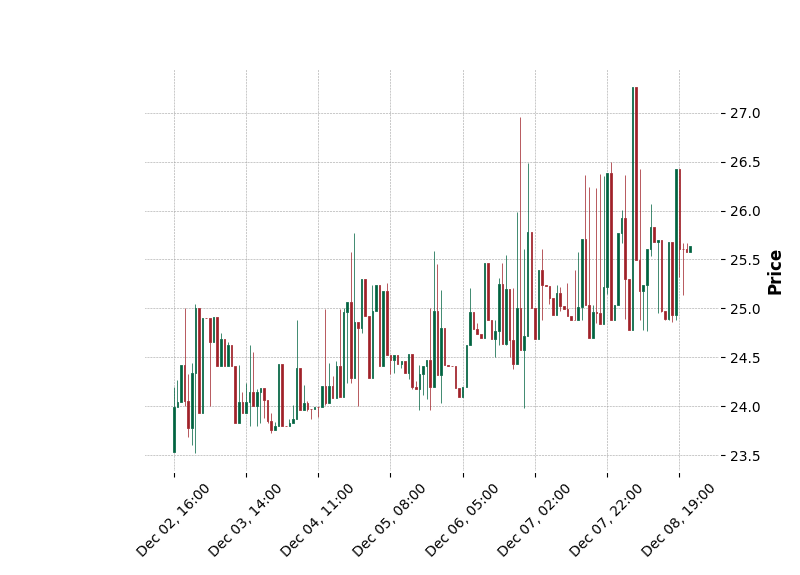 27.0
26.5
26.0
25.5
25.0
24.5
24.0
23.5
Price
Dec 02, 16:00
Dec 03, 14:00
Dec 04, 11:00
Dec 05, 08:00
Dec 06, 05:00
Dec 07, 02:00
Dec 07, 22:00
Dec 08, 19:00